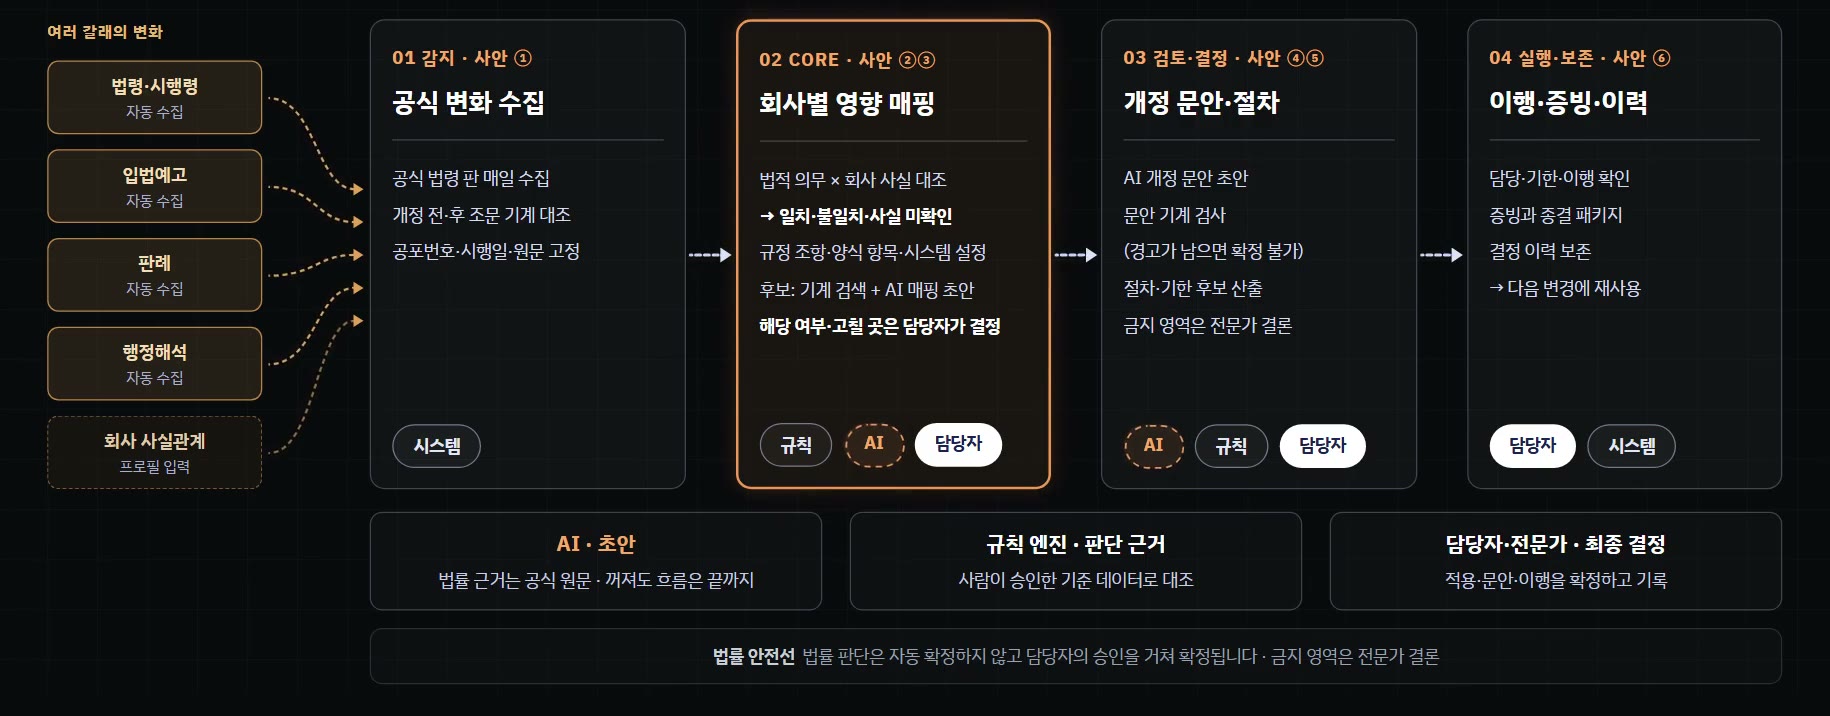 여러 갈래의 변화
법령·시행령
자동 수집
입법예고
자동 수집
판례
자동 수집
행정해석
자동 수집
회사 사실관계
프로필 입력
01 감지 · 사안 ①
공식 변화 수집
공식 법령 판 매일 수집
개정 전·후 조문 기계 대조
공포번호·시행일·원문 고정
시스템
02 CORE · 사안 ②③
회사별 영향 매핑
법적 의무 × 회사 사실 대조
→ 일치·불일치·사실 미확인
규정 조항·양식 항목·시스템 설정
후보: 기계 검색 + AI 매핑 초안
해당 여부·고칠 곳은 담당자가 결정
규칙 AI 담당자
03 검토·결정 · 사안 ④⑤
개정 문안·절차
AI 개정 문안 초안
문안 기계 검사
(경고가 남으면 확정 불가)
절차·기한 후보 산출
금지 영역은 전문가 결론
AI 규칙 담당자
04 실행·보존 · 사안 ⑥
이행·증빙·이력
담당·기한·이행 확인
증빙과 종결 패키지
결정 이력 보존
→ 다음 변경에 재사용
담당자 시스템
AI · 초안
법률 근거는 공식 원문 · 꺼져도 흐름은 끝까지
규칙 엔진 · 판단 근거
사람이 승인한 기준 데이터로 대조
담당자·전문가 · 최종 결정
적용·문안·이행을 확정하고 기록
법률 안전선 법률 판단은 자동 확정하지 않고 담당자의 승인을 거쳐 확정됩니다 · 금지 영역은 전문가 결론